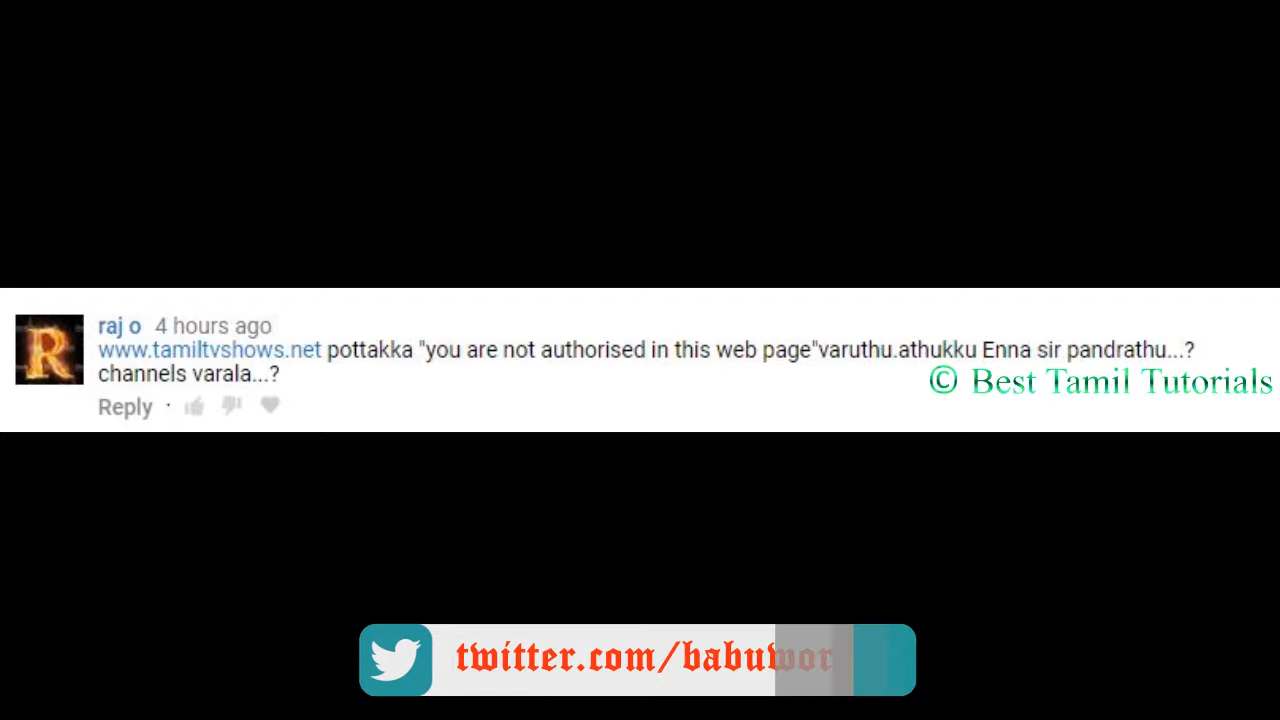 raj o 4 hours ago
www.tamiltvshows.net pottakka "you are not authorised in this web page"varuthu.athukku Enna sir pandrathu...?
channels varala...?
© Best Tamil Tutorials
Reply ·
twitter.com/babuwor